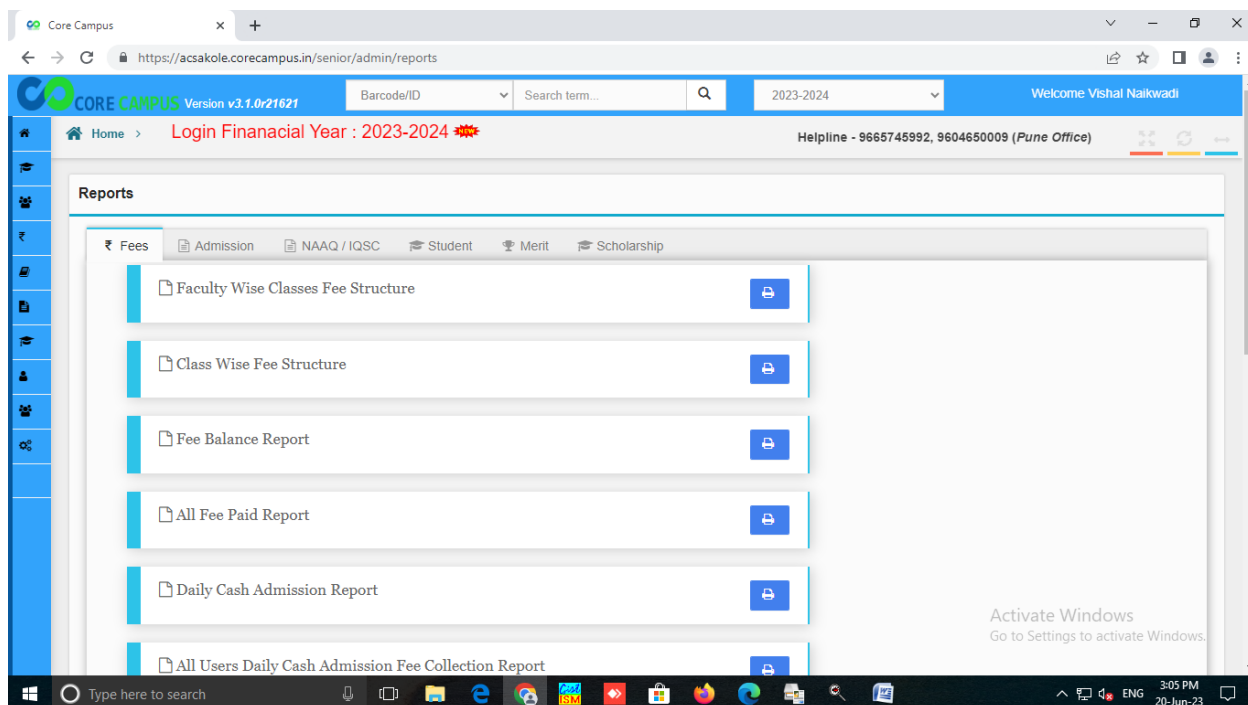 Core Campus
https://acsakole.corecampus.in/senior/admin/reports
CORE CAMPUS Version v3.1.0r21621 Barcode/ID Search term... 2023-2024 Welcome Vishal Naikwadi
Home > Login Finanacial Year : 2023-2024 NEW Helpline - 9665745992, 9604650009 (Pune Office)
Reports
₹ Fees Admission NAAQ / IQSC Student Merit Scholarship
Faculty Wise Classes Fee Structure
Class Wise Fee Structure
Fee Balance Report
All Fee Paid Report
Daily Cash Admission Report
Activate Windows
Go to Settings to activate Windows.
All Users Daily Cash Admission Fee Collection Report
Type here to search ENG 3:05 PM
20-Jun-23